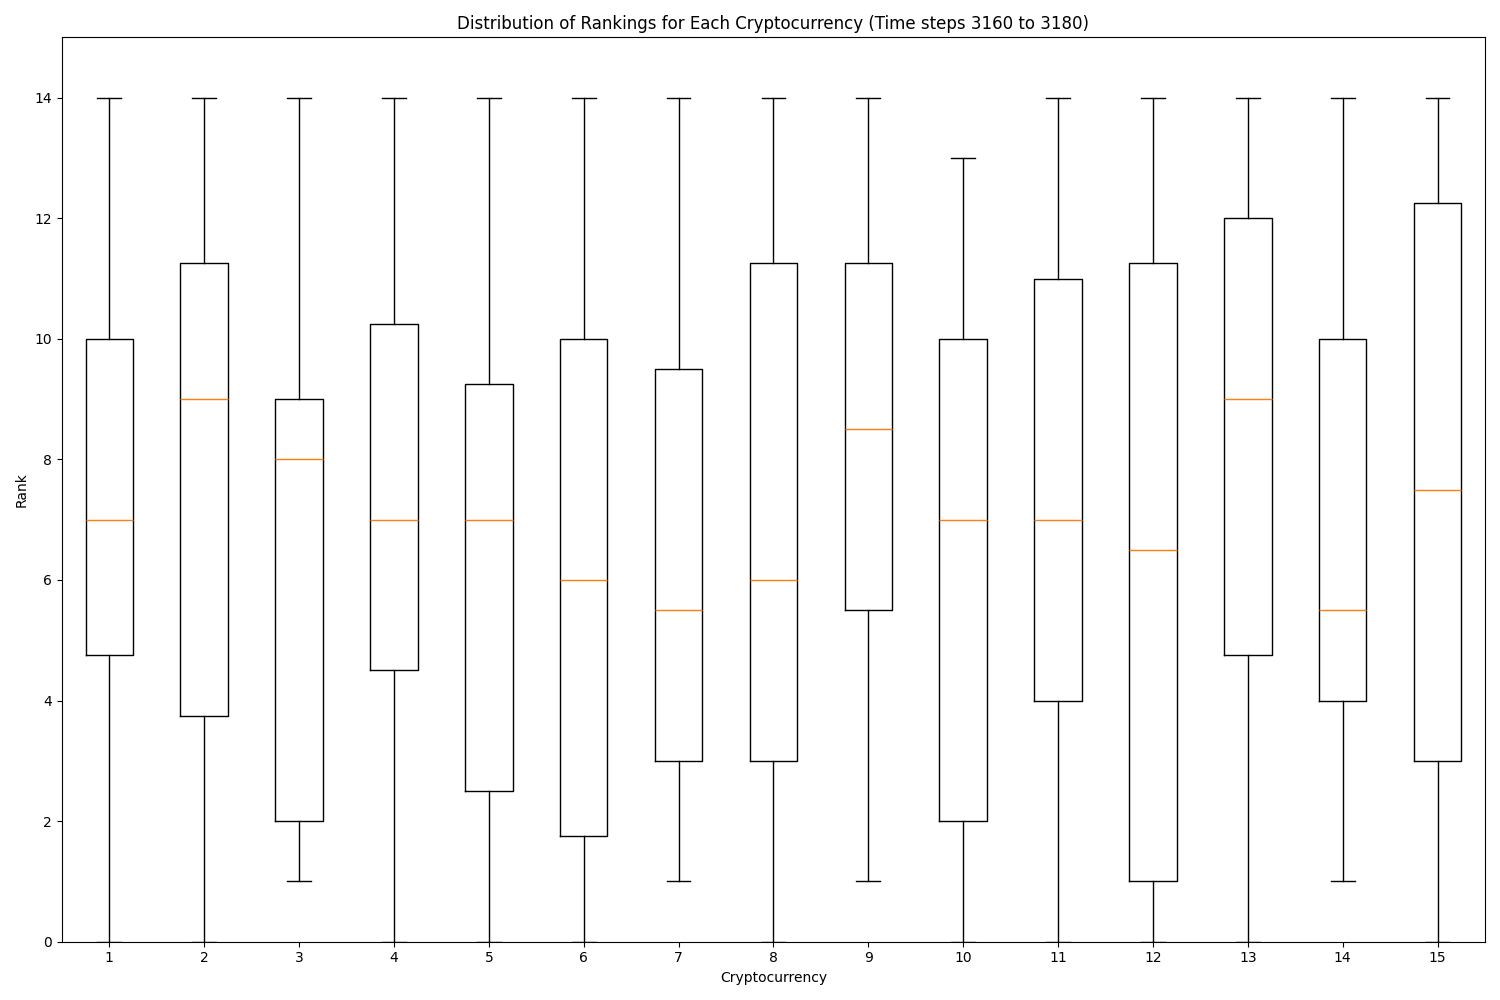 Distribution of Rankings for Each Cryptocurrency (Time steps 3160 to 3180)
14
12
10
8
6
4
2
0
Rank
1 2 3 4 5 6 7 8 9 10 11 12 13 14 15
Cryptocurrency